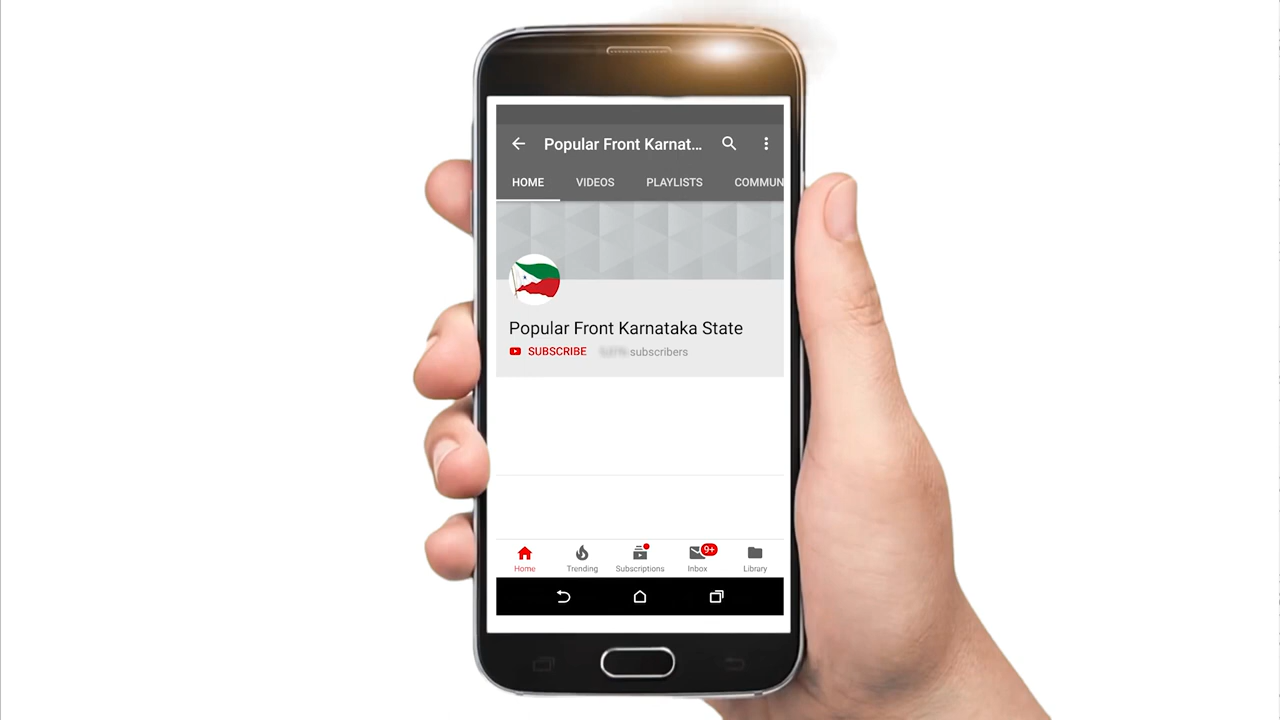 Popular Front Karnat...
HOME VIDEOS PLAYLISTS COMMUN
Popular Front Karnataka State
SUBSCRIBE subscribers
9+
Home Trending Subscriptions Inbox Library